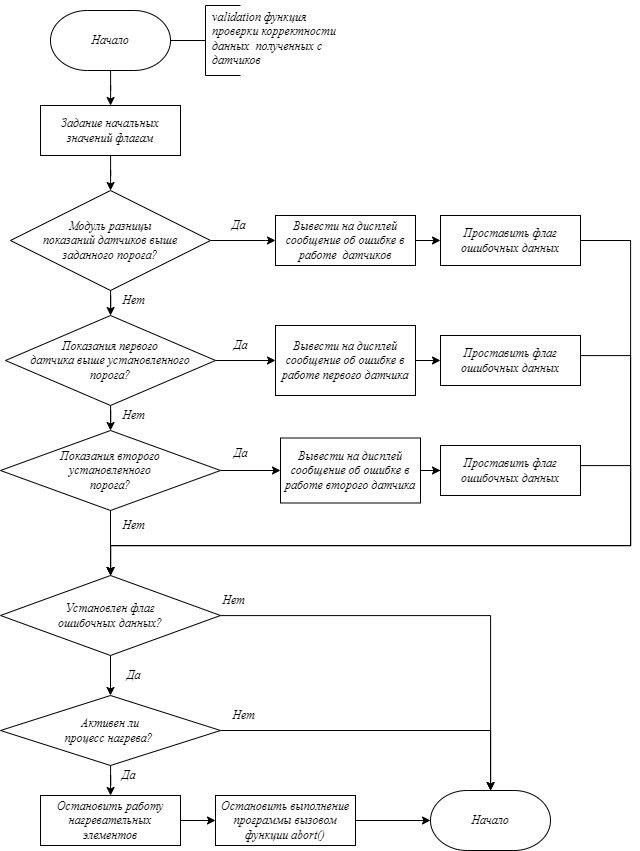 Начало
validation функция
проверки корректности
данных полученных с
датчиков
Задание начальных
значений флагам
Модуль разницы
показаний датчиков выше
заданного порога?
Да
Вывести на дисплей
сообщение об ошибке в
работе датчиков
Проставить флаг
ошибочных данных
Нет
Показания первого
датчика выше установленного
порога?
Да
Вывести на дисплей
сообщение об ошибке в
работе первого датчика
Проставить флаг
ошибочных данных
Нет
Показания второго
установленного
порога?
Да
Вывести на дисплей
сообщение об ошибке в
работе второго датчика
Проставить флаг
ошибочных данных
Нет
Установлен флаг
ошибочных данных?
Нет
Да
Активен ли
процесс нагрева?
Нет
Да
Остановить работу
нагревательных
элементов
Остановить выполнение
программы вызовом
функции abort()
Начало